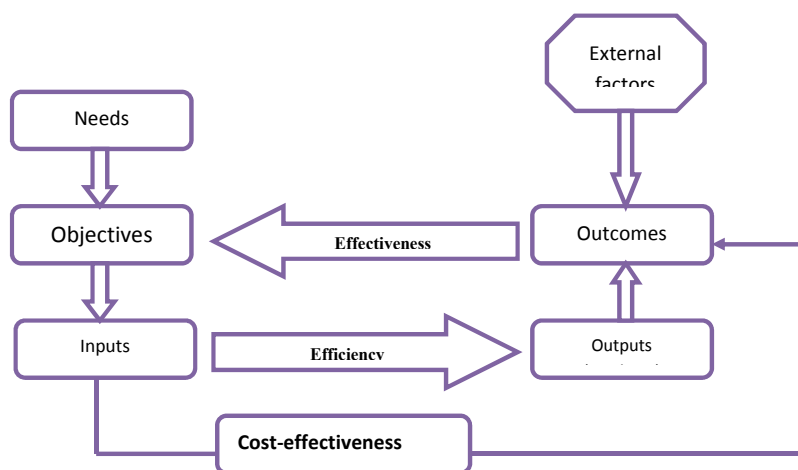 External
factors
Needs
Objectives
Effectiveness
Outcomes
Inputs
Efficiency
Outputs
Cost-effectiveness